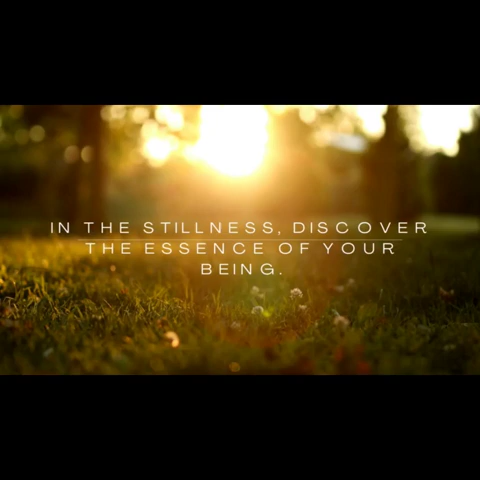 IN THE STILLNESS, DISCOVER
THE ESSENCE OF YOUR
BEING.